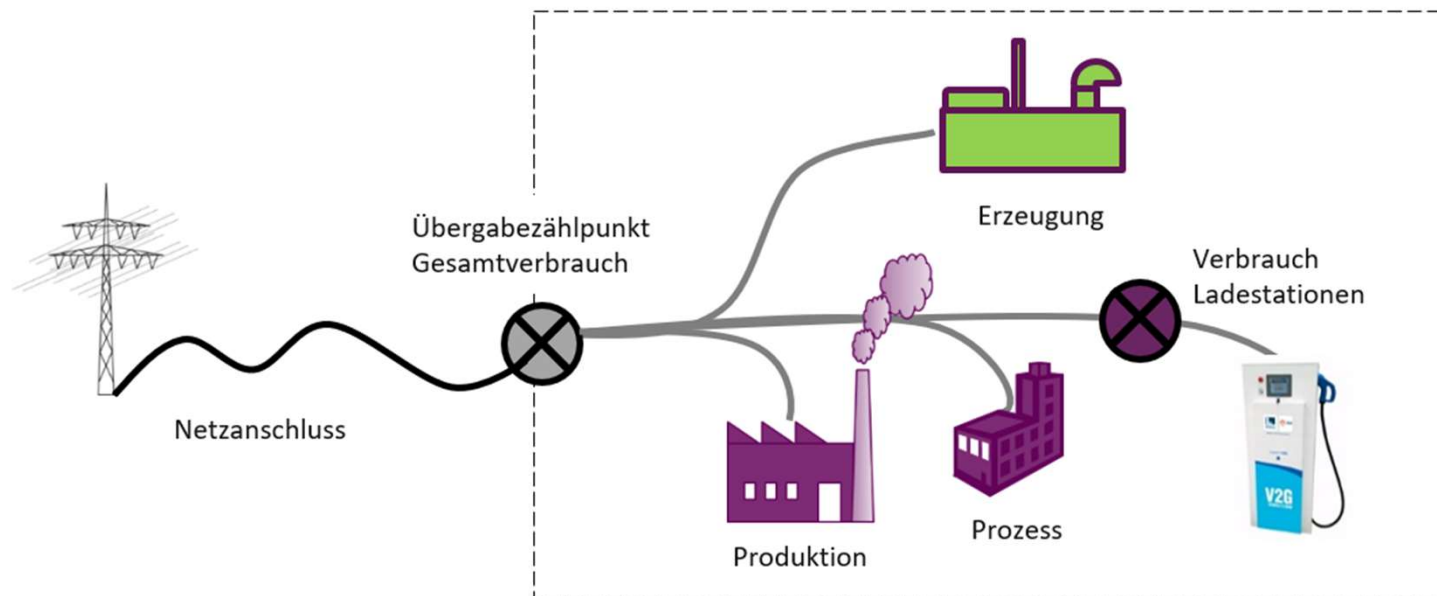 Erzeugung
Übergabezählpunkt
Gesamtverbrauch
Verbrauch
Ladestationen
Netzanschluss
V2G
Prozess
Produktion